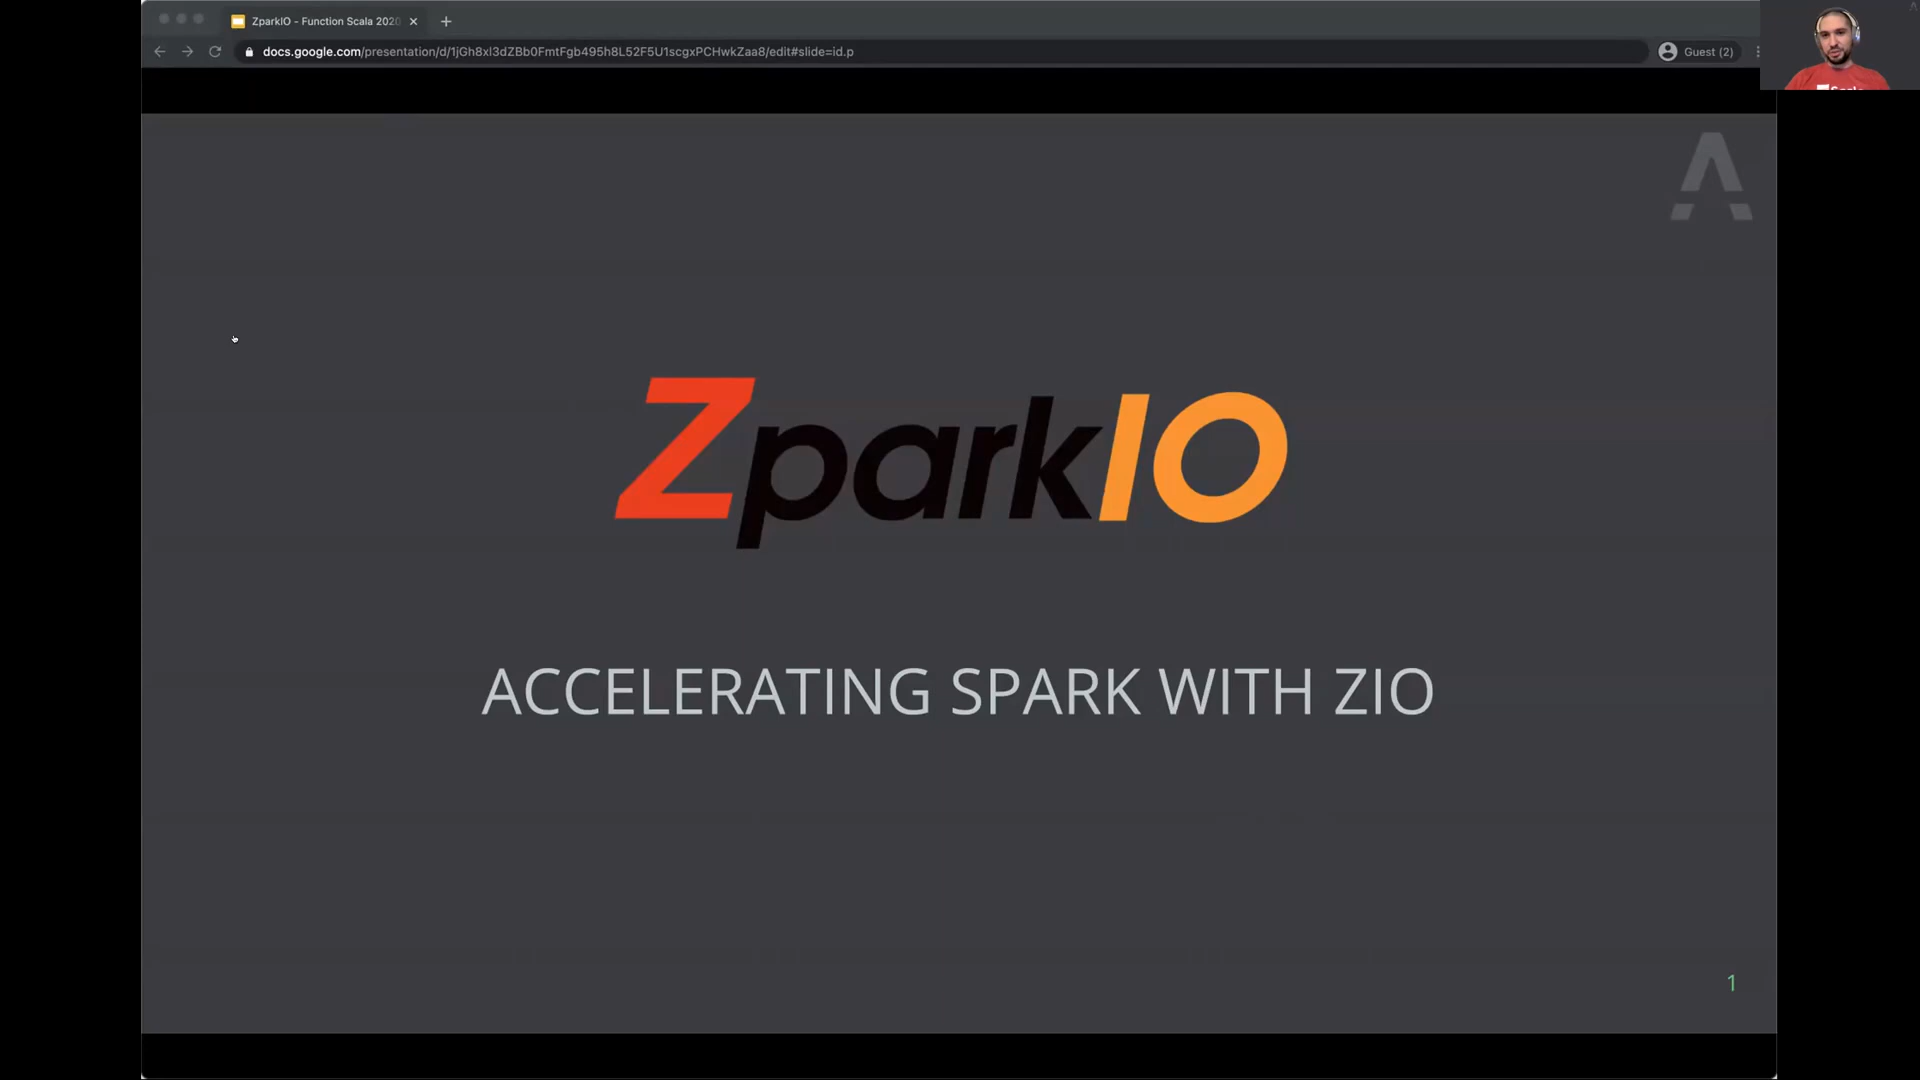 ZparkIO - Function Scala 2020
docs.google.com/presentation/d/1jGh8xl3dZBb0FmtFgb495h8L52F5U1scgxPCHwkZaa8/edit#slide=id.p
Guest (2)
ZparkIO
ACCELERATING SPARK WITH ZIO
1